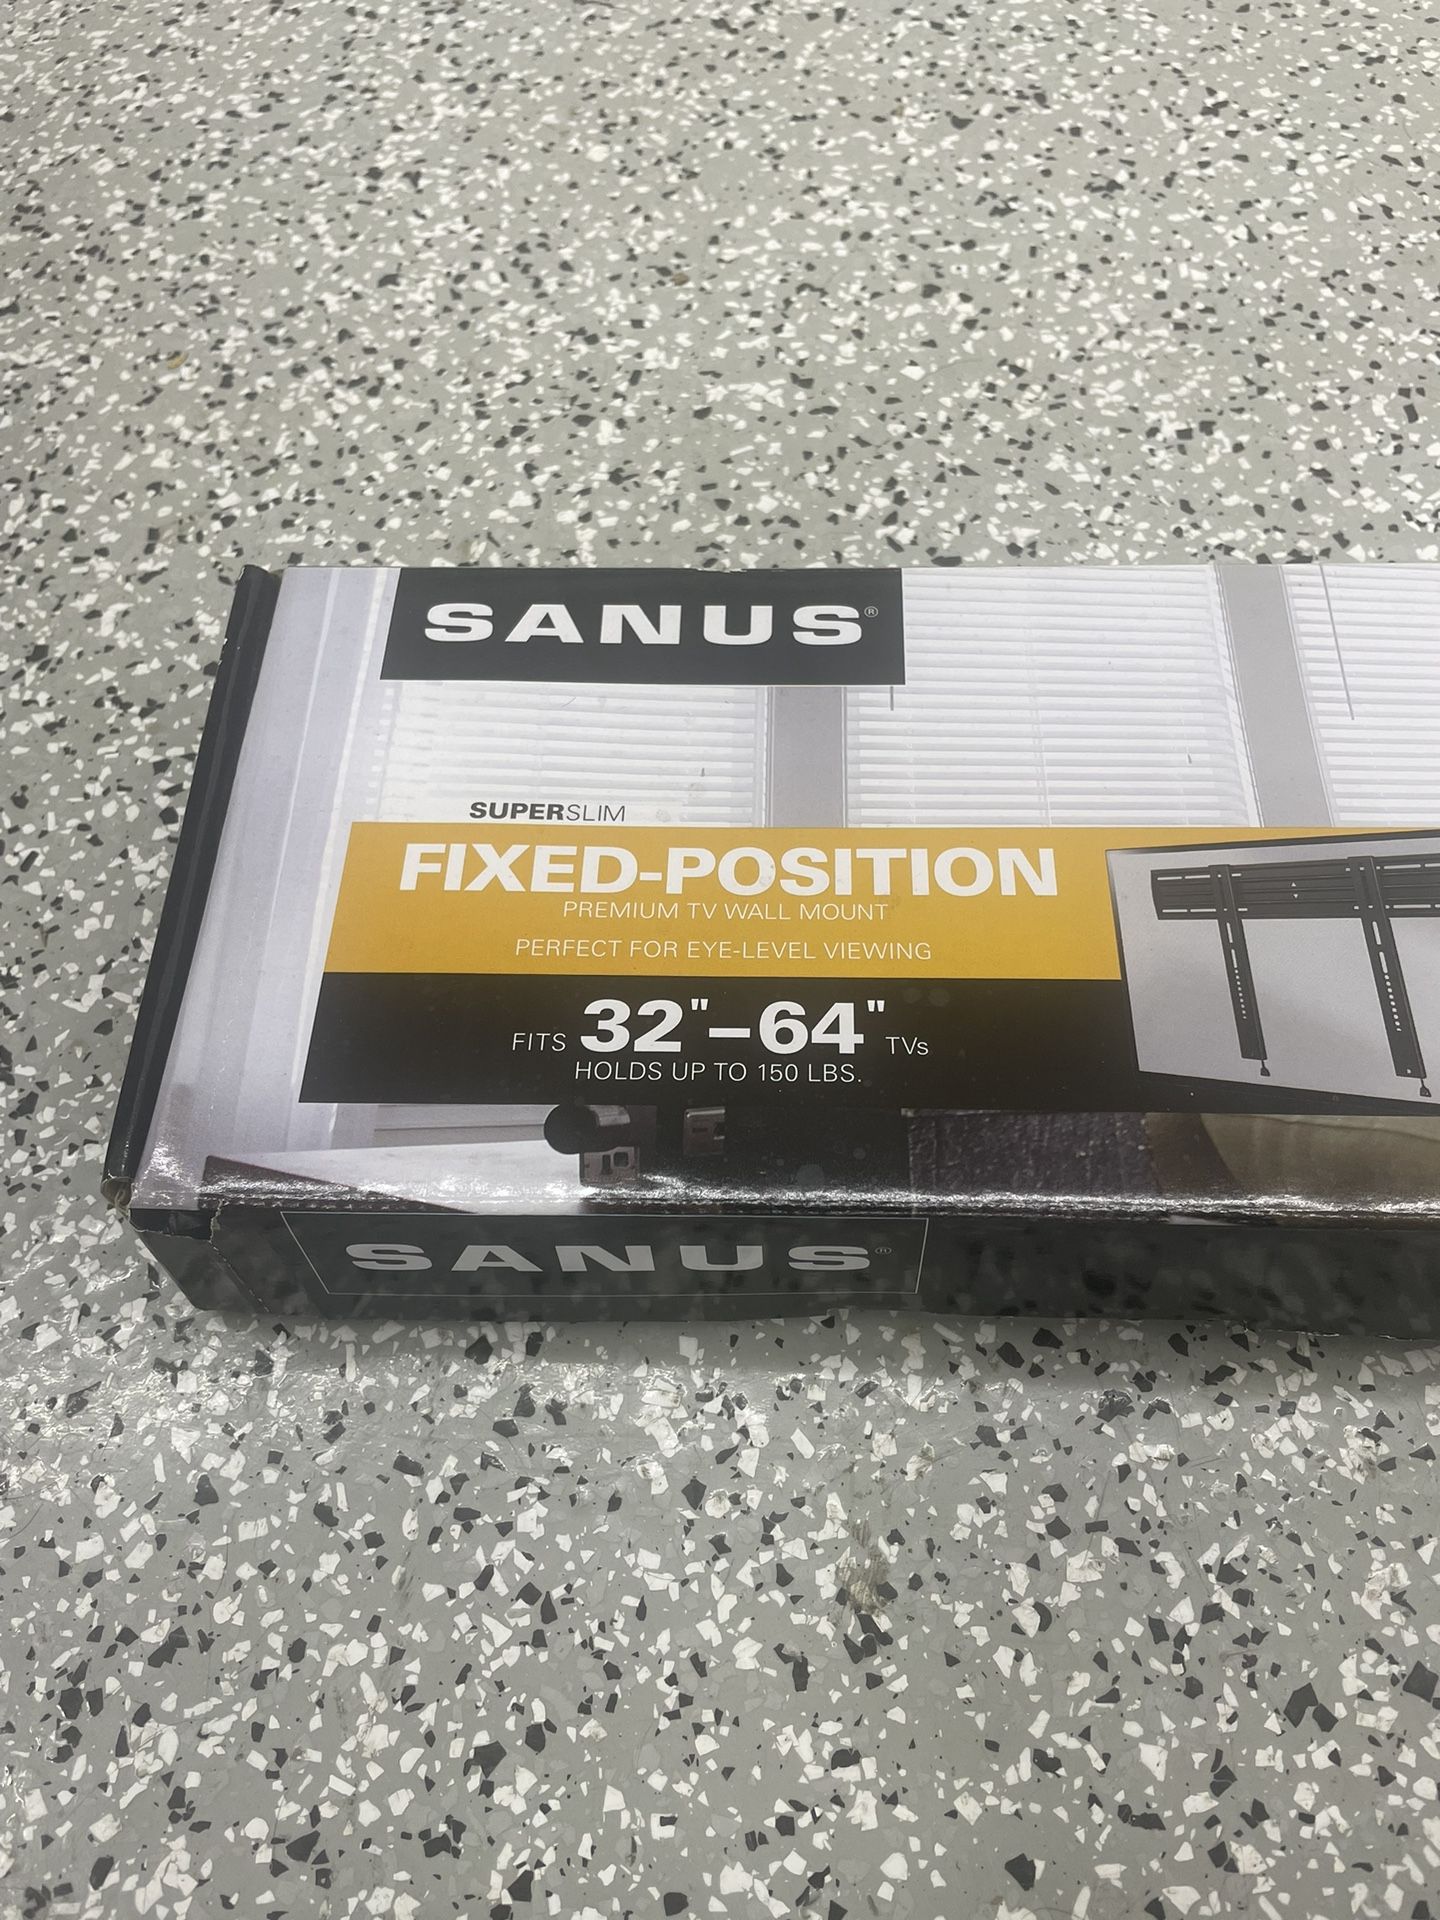 SANUS®
SUPERSLIM
FIXED-POSITION
PREMIUM TV WALL MOUNT
PERFECT FOR EYE-LEVEL VIEWING
FITS 32"–64" TVs
HOLDS UP TO 150 LBS.
SANUS®